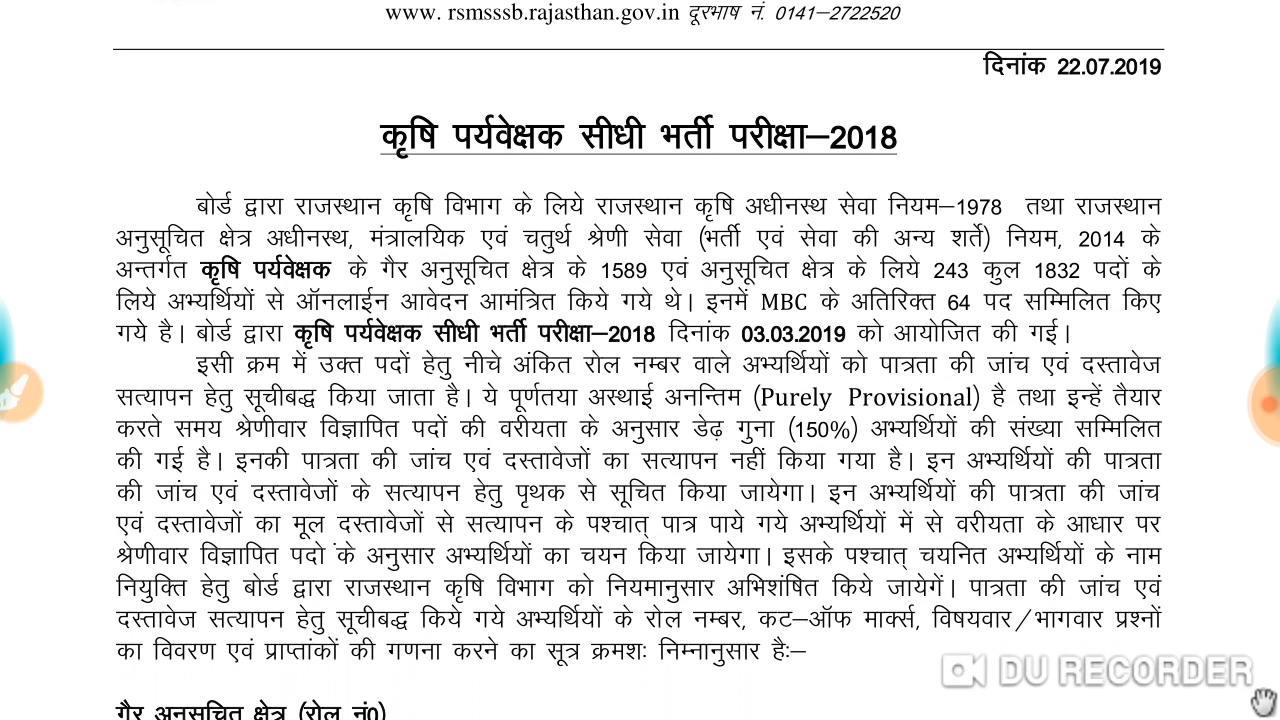 www. rsmsssb.rajasthan.gov.in दूरभाष नं. 0141–2722520
दिनांक 22.07.2019
कृषि पर्यवेक्षक सीधी भर्ती परीक्षा–2018
बोर्ड द्वारा राजस्थान कृषि विभाग के लिये राजस्थान कृषि अधीनस्थ सेवा नियम–1978 तथा राजस्थान
अनुसूचित क्षेत्र अधीनस्थ, मंत्रालयिक एवं चतुर्थ श्रेणी सेवा (भर्ती एवं सेवा की अन्य शर्ते) नियम, 2014 के
अन्तर्गत कृषि पर्यवेक्षक के गैर अनुसूचित क्षेत्र के 1589 एवं अनुसूचित क्षेत्र के लिये 243 कुल 1832 पदों के
लिये अभ्यर्थियों से ऑनलाईन आवेदन आमंत्रित किये गये थे। इनमें MBC के अतिरिक्त 64 पद सम्मिलित किए
गये है। बोर्ड द्वारा कृषि पर्यवेक्षक सीधी भर्ती परीक्षा–2018 दिनांक 03.03.2019 को आयोजित की गई।
इसी क्रम में उक्त पदों हेतु नीचे अंकित रोल नम्बर वाले अभ्यर्थियों को पात्रता की जांच एवं दस्तावेज
सत्यापन हेतु सूचीबद्ध किया जाता है। ये पूर्णतया अस्थाई अनन्तिम (Purely Provisional) है तथा इन्हें तैयार
करते समय श्रेणीवार विज्ञापित पदों की वरीयता के अनुसार डेढ़ गुना (150%) अभ्यर्थियों की संख्या सम्मिलित
की गई है। इनकी पात्रता की जांच एवं दस्तावेजों का सत्यापन नहीं किया गया है। इन अभ्यर्थियों की पात्रता
की जांच एवं दस्तावेजों के सत्यापन हेतु पृथक से सूचित किया जायेगा। इन अभ्यर्थियों की पात्रता की जांच
एवं दस्तावेजों का मूल दस्तावेजों से सत्यापन के पश्चात् पात्र पाये गये अभ्यर्थियों में से वरीयता के आधार पर
श्रेणीवार विज्ञापित पदों के अनुसार अभ्यर्थियों का चयन किया जायेगा। इसके पश्चात् चयनित अभ्यर्थियों के नाम
नियुक्ति हेतु बोर्ड द्वारा राजस्थान कृषि विभाग को नियमानुसार अभिशंषित किये जायेगें। पात्रता की जांच एवं
दस्तावेज सत्यापन हेतु सूचीबद्ध किये गये अभ्यर्थियों के रोल नम्बर, कट–ऑफ मार्क्स, विषयवार/भागवार प्रश्नों
का विवरण एवं प्राप्तांकों की गणना करने का सूत्र क्रमशः निम्नानुसार हैः–
DU RECORDER
गैर अनुसूचित क्षेत्र (रोल नं0)